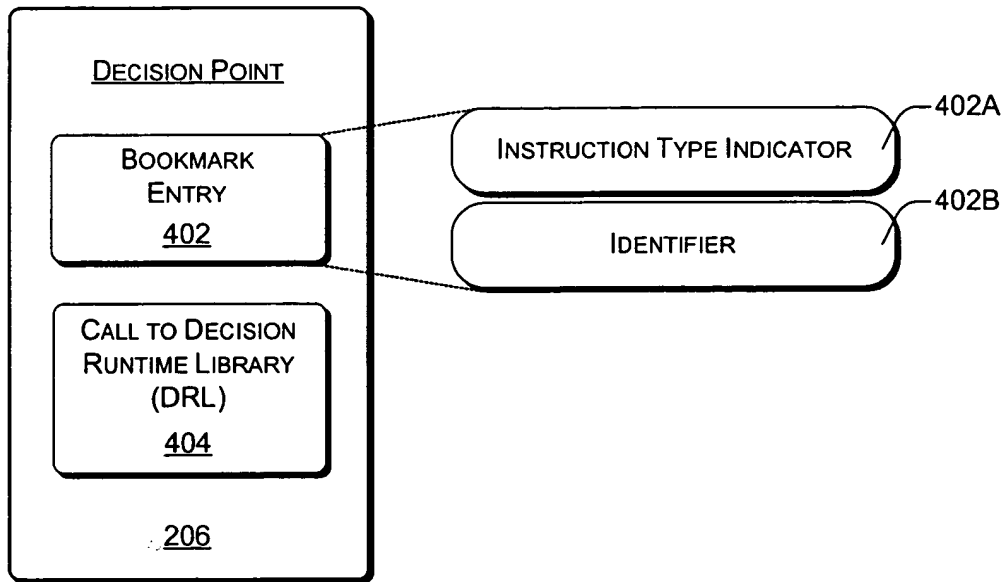 DECISION POINT
BOOKMARK
ENTRY
402
INSTRUCTION TYPE INDICATOR
402A
IDENTIFIER
402B
CALL TO DECISION
RUNTIME LIBRARY
(DRL)
404
206